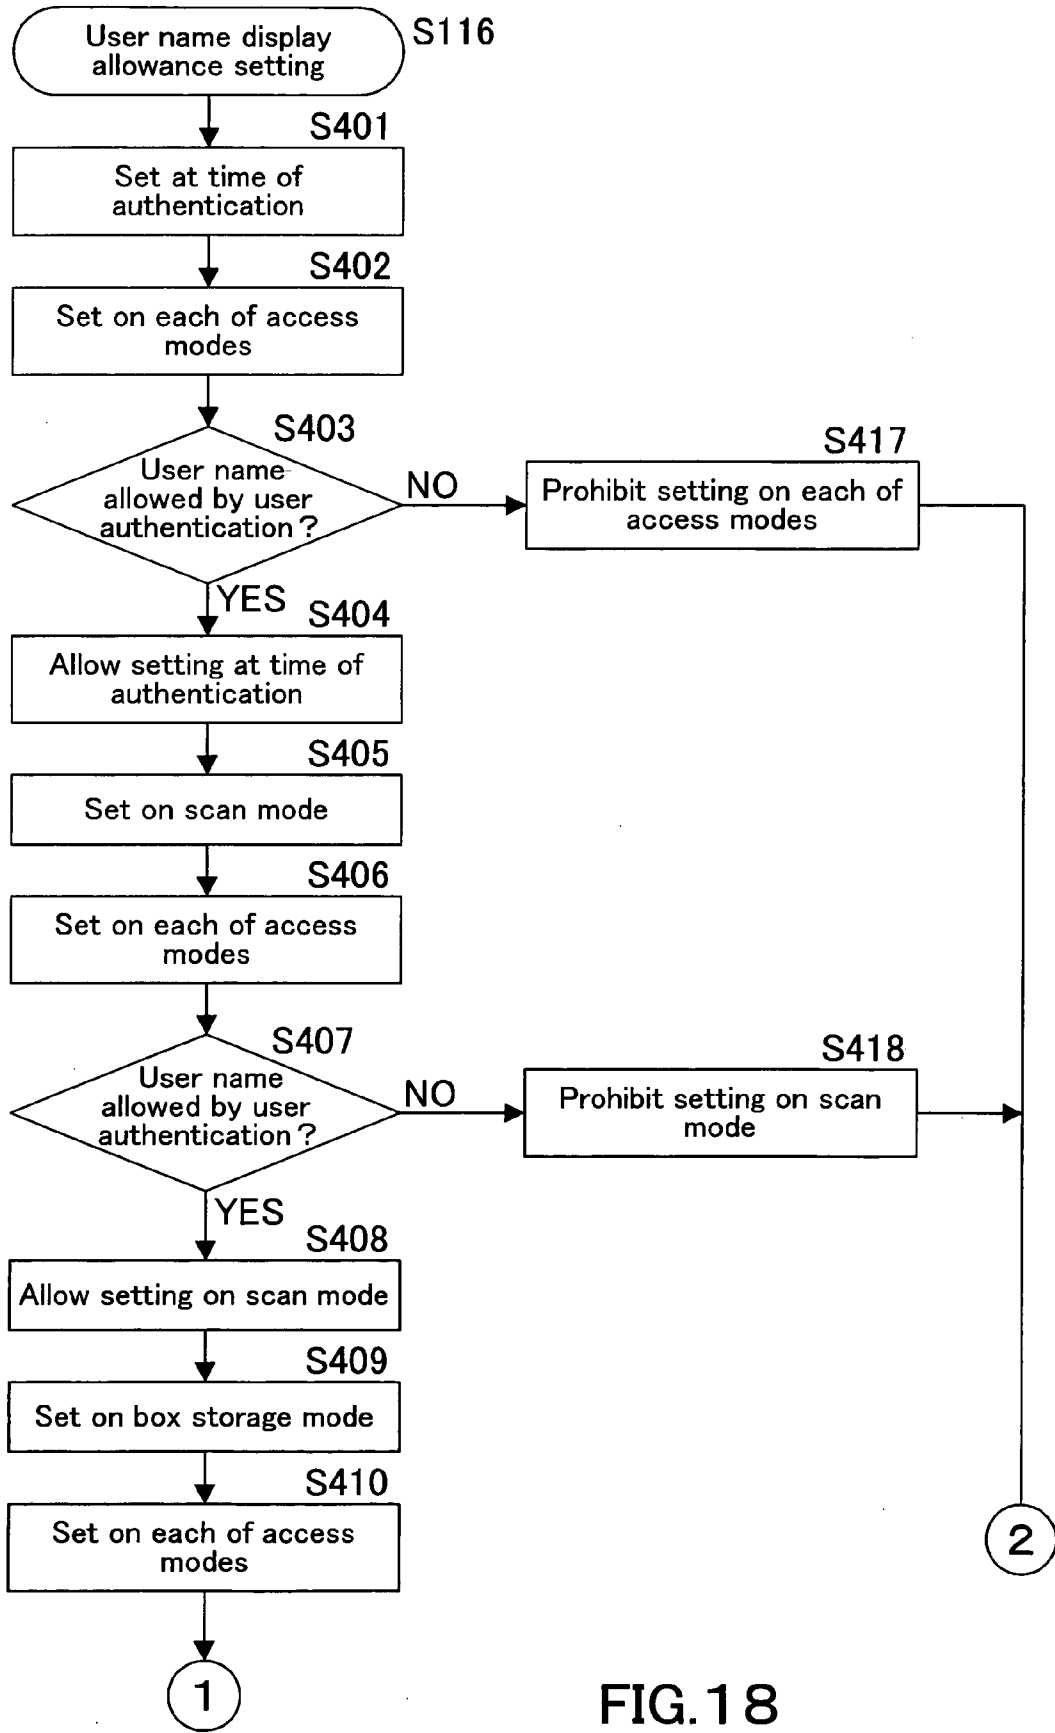 User name display
allowance setting
S116
S401
Set at time of
authentication
S402
Set on each of access
modes
S403
User name
allowed by user
authentication?
NO
S417
Prohibit setting on each of
access modes
YES
S404
Allow setting at time of
authentication
S405
Set on scan mode
S406
Set on each of access
modes
S407
User name
allowed by user
authentication?
NO
S418
Prohibit setting on scan
mode
YES
S408
Allow setting on scan mode
S409
Set on box storage mode
S410
Set on each of access
modes
2
1
FIG.18